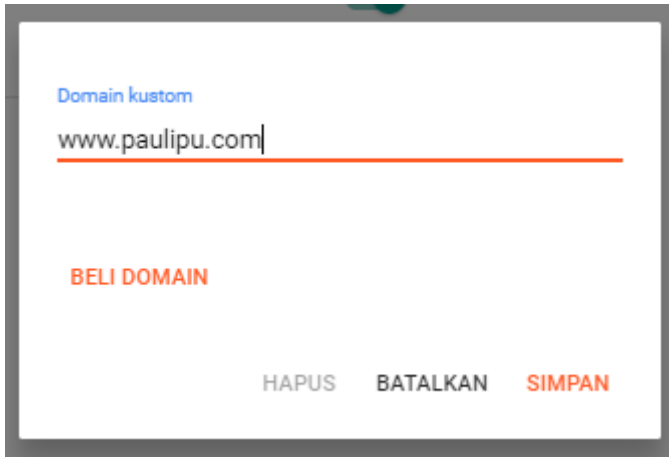 Domain kustom
www.paulipu.com
BELI DOMAIN
HAPUS BATALKAN SIMPAN